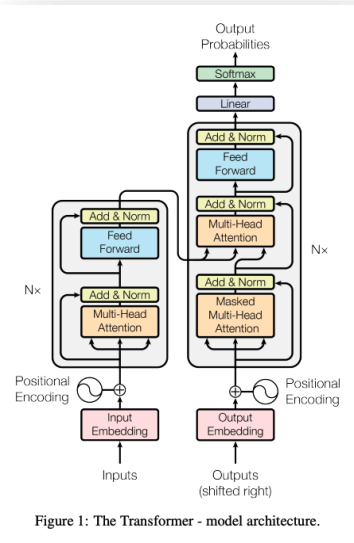 Output
Probabilities
Softmax
Linear
Add & Norm
Feed
Forward
Add & Norm
Multi-Head
Attention
Add & Norm
Masked
Multi-Head
Attention
Nx
Add & Norm
Feed
Forward
Add & Norm
Multi-Head
Attention
Nx
Positional
Encoding
Positional
Encoding
Input
Embedding
Output
Embedding
Inputs
Outputs
(shifted right)
Figure 1: The Transformer - model architecture.